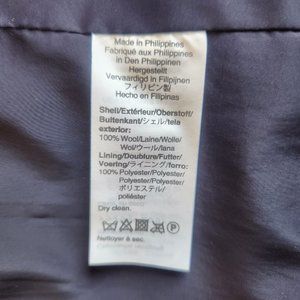 Made in Philippines
Fabriqué aux Philippines
in Den Philippinen
Hergestellt
Vervaardigd in Filipijnen
フィリピン製
Hecho en Filipinas
Shell/Extérieur/Oberstoff/
Buitenkant/シェル/tela
exterior:
100% Wool/Laine/Wolle/
Wol/ウール/lana
Lining/Doublure/Futter/
Voering/ライニング/forro:
100% Polyester/Polyester/
Polyester/Polyester/
ポリエステル/
poliéster
Dry clean.
P
Nettoyer à sec.